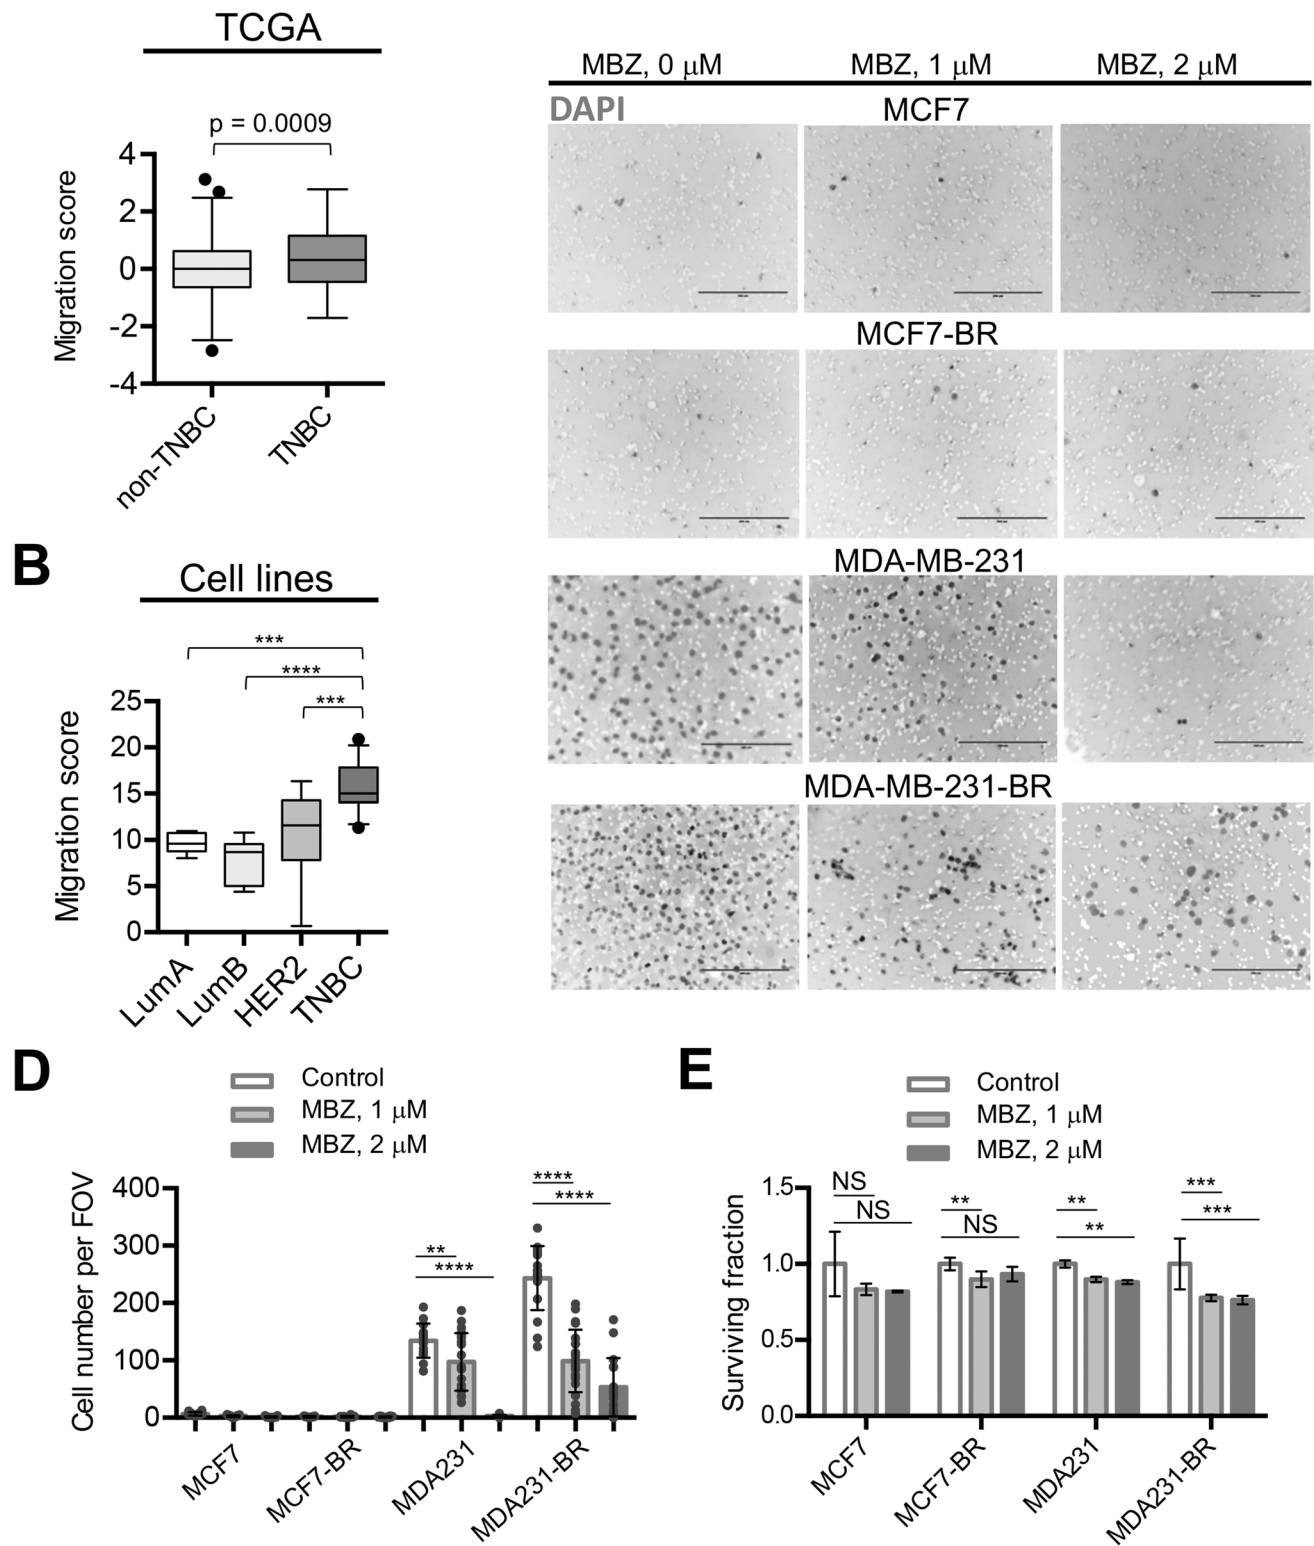 TCGA
p = 0.0009
Migration score
4
2
0
-2
-4
non-TNBC
TNBC
MBZ, 0 μM
MBZ, 1 μM
MBZ, 2 μM
DAPI
MCF7
MCF7-BR
MDA-MB-231
MDA-MB-231-BR
B
Cell lines
***
****
***
Migration score
25
20
15
10
5
0
LumA
LumB
HER2
TNBC
D
Control
MBZ, 1 μM
MBZ, 2 μM
Cell number per FOV
400
300
200
100
0
**
****
****
****
MCF7
MCF7-BR
MDA231
MDA231-BR
E
Control
MBZ, 1 μM
MBZ, 2 μM
Surviving fraction
1.5
1.0
0.5
0.0
NS
NS
**
NS
**
**
***
***
MCF7
MCF7-BR
MDA231
MDA231-BR